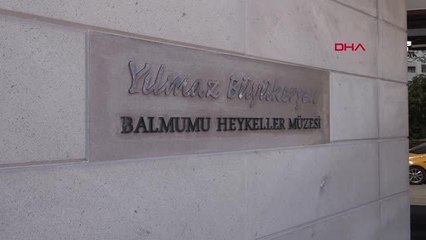 DHA
Yılmaz Büyükerşen
BALMUMU HEYKELLER MÜZESİ